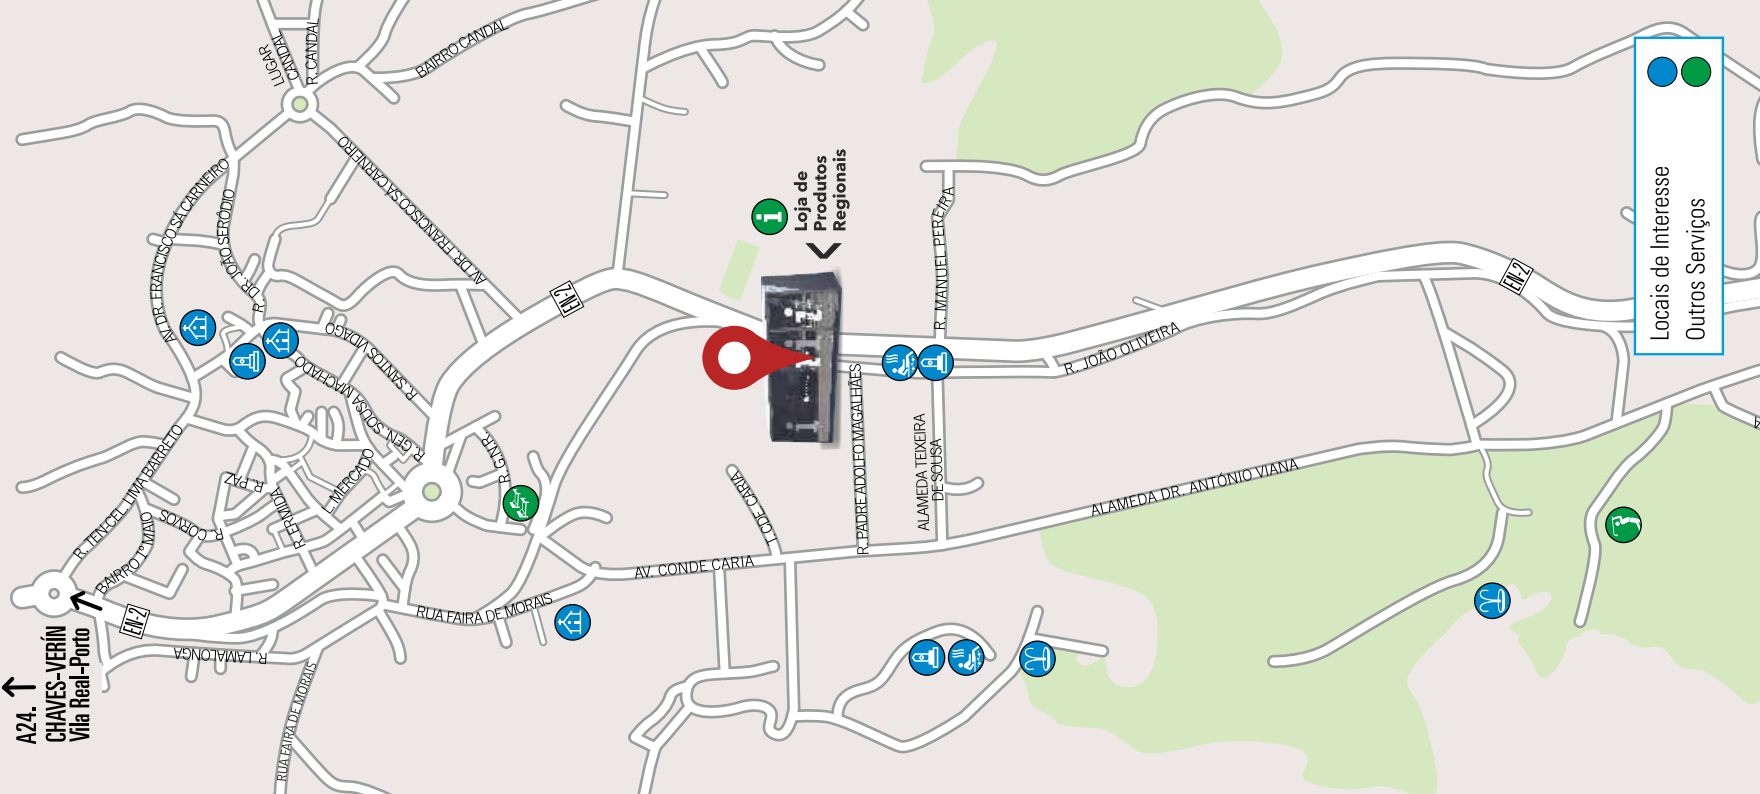 LUGAR
CANDAL
R. CANDAL
BAIRRO CANDAL
AV. DR. FRANCISCO SÁ CARNEIRO
R. DR. JOÃO SERÓDIO
AV. DR. FRANCISCO SÁ CARNEIRO
EN-2
R. SANTOS VIDAGO
R. GEN. SOUSA MACHADO
R. TEN. CEL. LIMA BARRETO
R. PAZ
L. MERCADO
R. ERMIDA
R. CORVOS
BAIRRO 1º MAIO
R. G.N.R.
EN-2
R. LAMALONGA
RUA FAIRA DE MORAIS
RUA FAIRA DE MORAIS
A24.
CHAVES-VERÍN
Vila Real-Porto
AV. CONDE CARIA
T. CDE. CARIA
i
Loja de
Produtos
Regionais
R. MANUEL PEREIRA
R. PADRE ADOLFO MAGALHÃES
ALAMEDA TEIXEIRA
DE SOUSA
R. JOÃO OLIVEIRA
ALAMEDA DR. ANTÓNIO VIANA
EN-2
Locais de Interesse
Outros Serviços